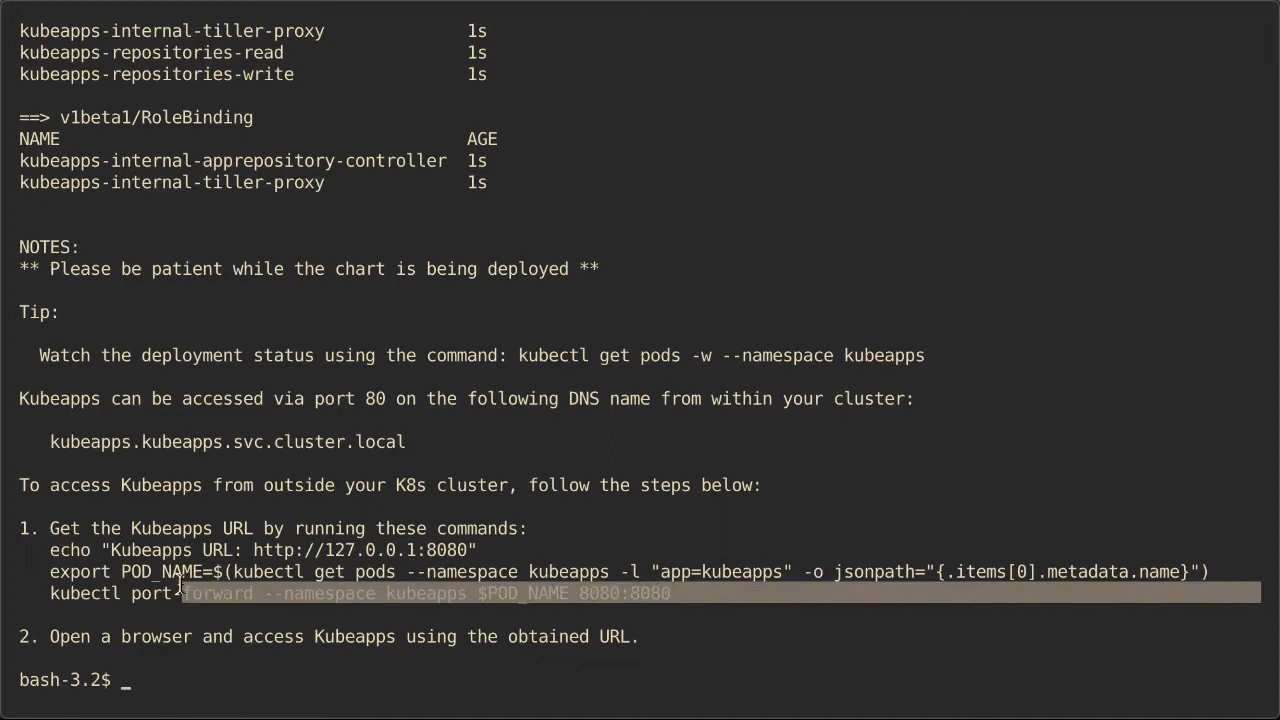 kubeapps-internal-tiller-proxy 1s
kubeapps-repositories-read 1s
kubeapps-repositories-write 1s
==> v1beta1/RoleBinding
NAME AGE
kubeapps-internal-apprepository-controller 1s
kubeapps-internal-tiller-proxy 1s
NOTES:
** Please be patient while the chart is being deployed **
Tip:
Watch the deployment status using the command: kubectl get pods -w --namespace kubeapps
Kubeapps can be accessed via port 80 on the following DNS name from within your cluster:
kubeapps.kubeapps.svc.cluster.local
To access Kubeapps from outside your K8s cluster, follow the steps below:
1. Get the Kubeapps URL by running these commands:
echo "Kubeapps URL: http://127.0.0.1:8080"
export POD_NAME=$(kubectl get pods --namespace kubeapps -l "app=kubeapps" -o jsonpath="{.items[0].metadata.name}")
kubectl port-forward --namespace kubeapps $POD_NAME 8080:8080
2. Open a browser and access Kubeapps using the obtained URL.
bash-3.2$ _